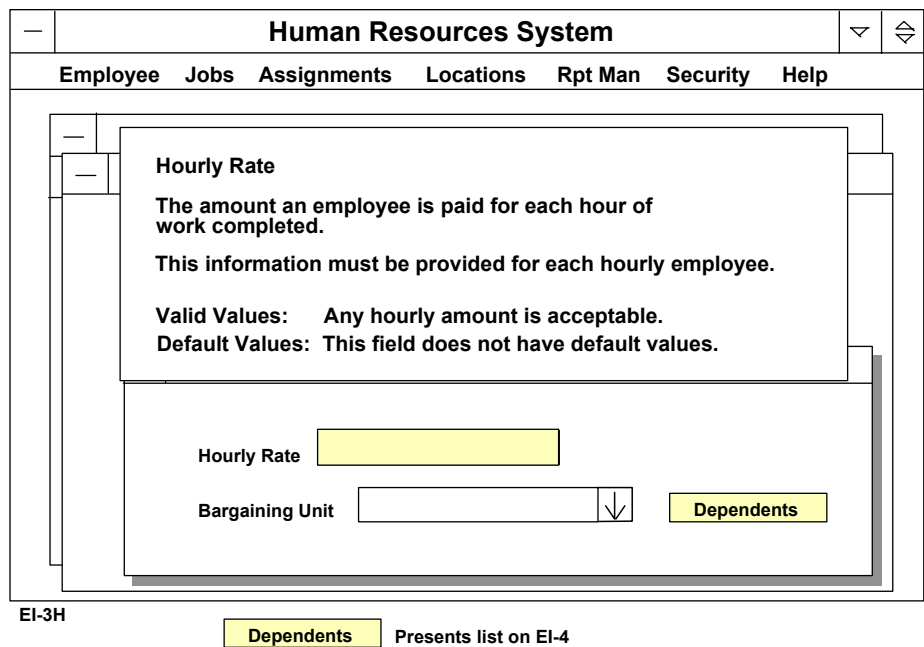 Human Resources System
Employee Jobs Assignments Locations Rpt Man Security Help
Hourly Rate
The amount an employee is paid for each hour of
work completed.
This information must be provided for each hourly employee.
Valid Values: Any hourly amount is acceptable.
Default Values: This field does not have default values.
Hourly Rate
Bargaining Unit
Dependents
EI-3H
Dependents Presents list on EI-4